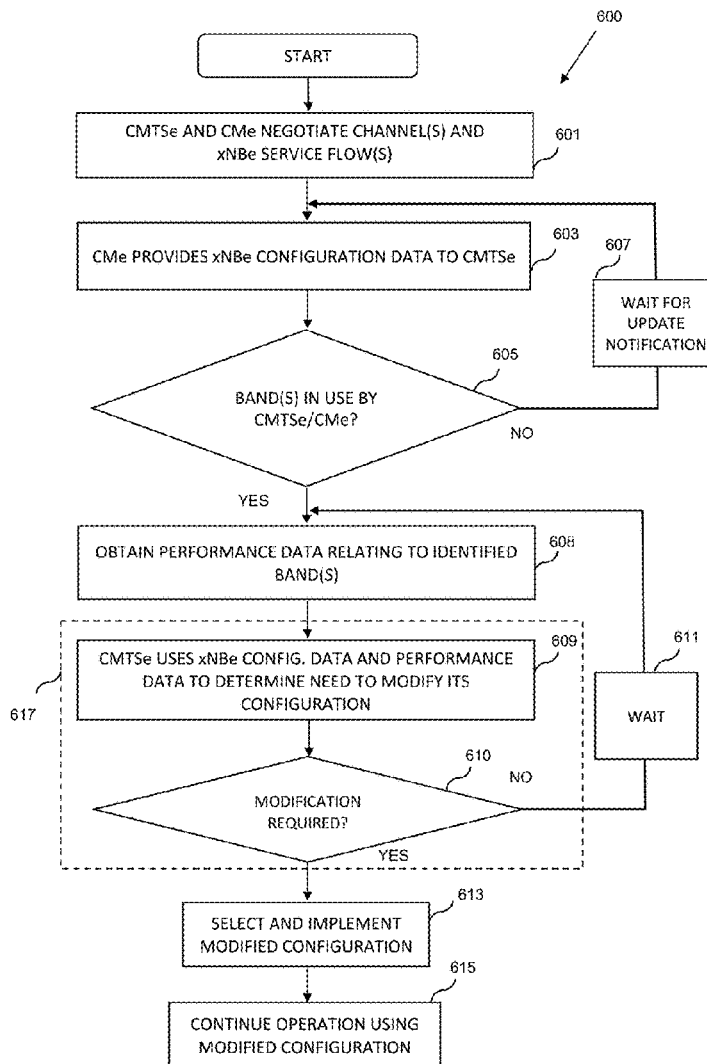 600
START
CMTSe AND CMe NEGOTIATE CHANNEL(S) AND
xNBe SERVICE FLOW(S)
601
CMe PROVIDES xNBe CONFIGURATION DATA TO CMTSe
603
607
WAIT FOR
UPDATE
NOTIFICATION
605
BAND(S) IN USE BY
CMTSe/CMe?
NO
YES
OBTAIN PERFORMANCE DATA RELATING TO IDENTIFIED
BAND(S)
608
CMTSe USES xNBe CONFIG. DATA AND PERFORMANCE
DATA TO DETERMINE NEED TO MODIFY ITS
CONFIGURATION
609
611
WAIT
617
610
NO
MODIFICATION
REQUIRED?
YES
613
SELECT AND IMPLEMENT
MODIFIED CONFIGURATION
615
CONTINUE OPERATION USING
MODIFIED CONFIGURATION